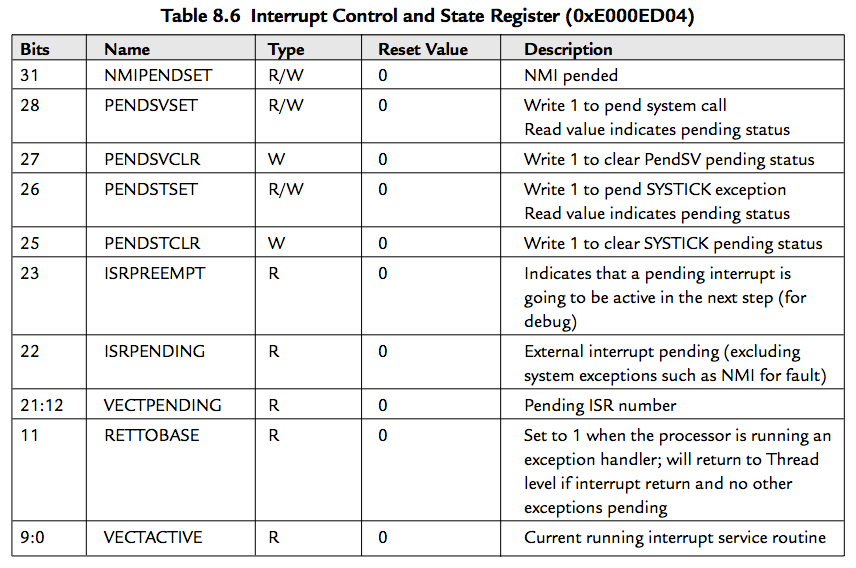 Table 8.6 Interrupt Control and State Register (0xE000ED04)
Bits Name Type Reset Value Description
31 NMIPENDSET R/W 0 NMI pended
28 PENDSVSET R/W 0 Write 1 to pend system call
Read value indicates pending status
27 PENDSVCLR W 0 Write 1 to clear PendSV pending status
26 PENDSTSET R/W 0 Write 1 to pend SYSTICK exception
Read value indicates pending status
25 PENDSTCLR W 0 Write 1 to clear SYSTICK pending status
23 ISRPREEMPT R 0 Indicates that a pending interrupt is
going to be active in the next step (for
debug)
22 ISRPENDING R 0 External interrupt pending (excluding
system exceptions such as NMI for fault)
21:12 VECTPENDING R 0 Pending ISR number
11 RETTOBASE R 0 Set to 1 when the processor is running an
exception handler; will return to Thread
level if interrupt return and no other
exceptions pending
9:0 VECTACTIVE R 0 Current running interrupt service routine